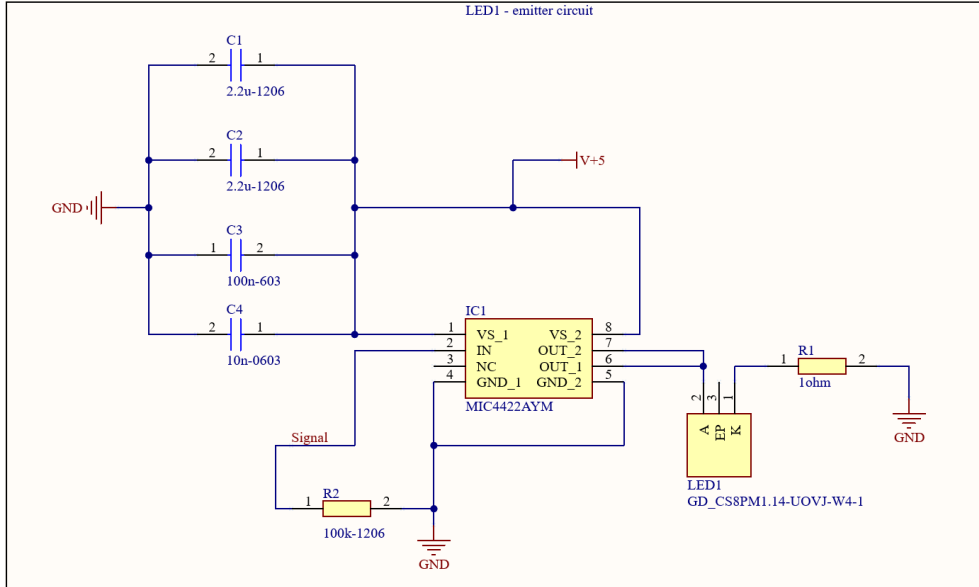 LED1 - emitter circuit
C1
2 1
2.2u-1206
C2
2 1
2.2u-1206
V+5
GND
C3
1 2
100n-603
C4
2 1
10n-0603
IC1
1 VS_1 VS_2 8
2 IN OUT_2 7
3 NC OUT_1 6
4 GND_1 GND_2 5
MIC4422AYM
R1
1 2
1ohm
GND
2 3 1
A EP K
LED1
GD_CS8PM1.14-UOVJ-W4-1
Signal
R2
1 2
100k-1206
GND